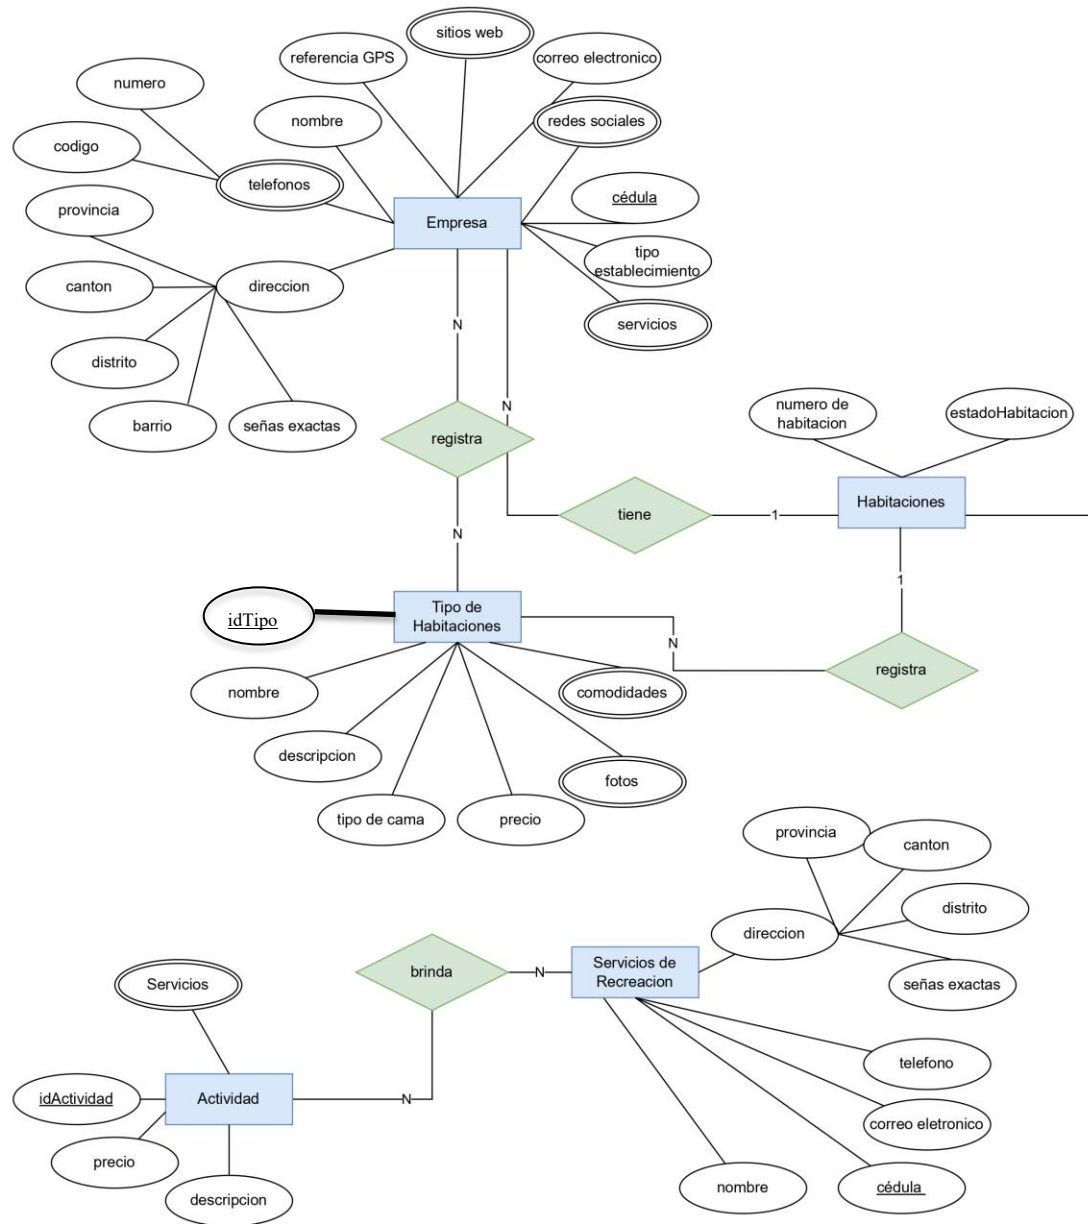 sitios web
referencia GPS
correo electronico
numero
nombre
redes sociales
codigo
telefonos
cédula
provincia
Empresa
tipo
establecimiento
canton
direccion
servicios
N
distrito
barrio
señas exactas
N
registra
numero de
habitacion
estadoHabitacion
Habitaciones
tiene
1
N
1
idTipo
Tipo de
Habitaciones
N
registra
nombre
comodidades
descripcion
fotos
tipo de cama
precio
provincia
canton
distrito
direccion
brinda
N
Servicios de
Recreacion
señas exactas
Servicios
telefono
idActividad
Actividad
N
correo eletronico
precio
descripcion
nombre
cédula